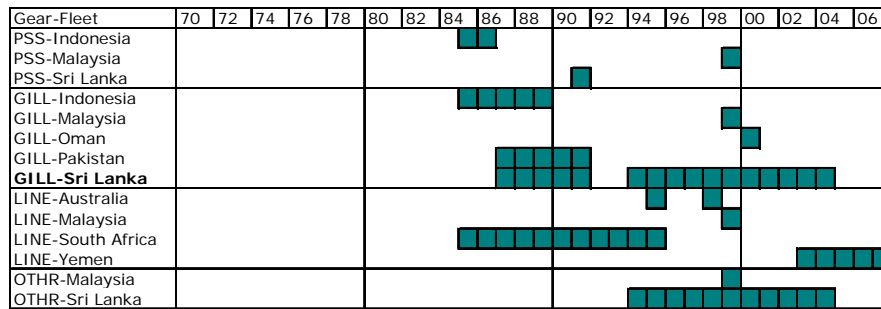 Gear-Fleet 70 72 74 76 78 80 82 84 86 88 90 92 94 96 98 00 02 04 06
PSS-Indonesia
PSS-Malaysia
PSS-Sri Lanka
GILL-Indonesia
GILL-Malaysia
GILL-Oman
GILL-Pakistan
GILL-Sri Lanka
LINE-Australia
LINE-Malaysia
LINE-South Africa
LINE-Yemen
OTHR-Malaysia
OTHR-Sri Lanka